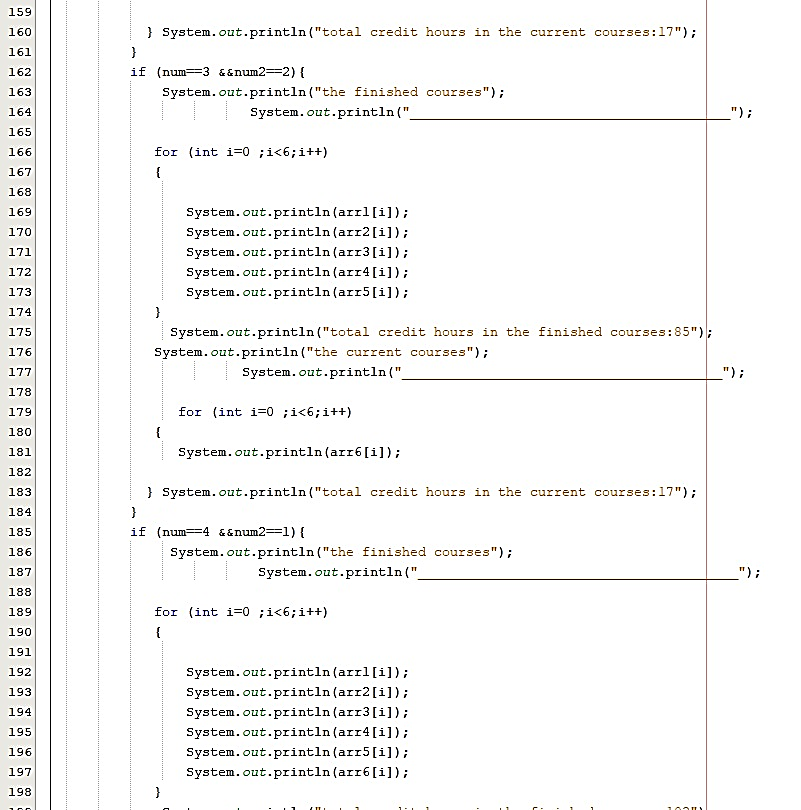 159
160 } System.out.println("total credit hours in the current courses:17");
161 }
162 if (num==3 &&num2==2){
163 System.out.println("the finished courses");
164 System.out.println("________________________________________");
165
166 for (int i=0 ;i<6;i++)
167 {
168
169 System.out.println(arr1[i]);
170 System.out.println(arr2[i]);
171 System.out.println(arr3[i]);
172 System.out.println(arr4[i]);
173 System.out.println(arr5[i]);
174 }
175 System.out.println("total credit hours in the finished courses:85");
176 System.out.println("the current courses");
177 System.out.println("________________________________________");
178
179 for (int i=0 ;i<6;i++)
180 {
181 System.out.println(arr6[i]);
182
183 } System.out.println("total credit hours in the current courses:17");
184 }
185 if (num==4 &&num2==1){
186 System.out.println("the finished courses");
187 System.out.println("________________________________________");
188
189 for (int i=0 ;i<6;i++)
190 {
191
192 System.out.println(arr1[i]);
193 System.out.println(arr2[i]);
194 System.out.println(arr3[i]);
195 System.out.println(arr4[i]);
196 System.out.println(arr5[i]);
197 System.out.println(arr6[i]);
198 }